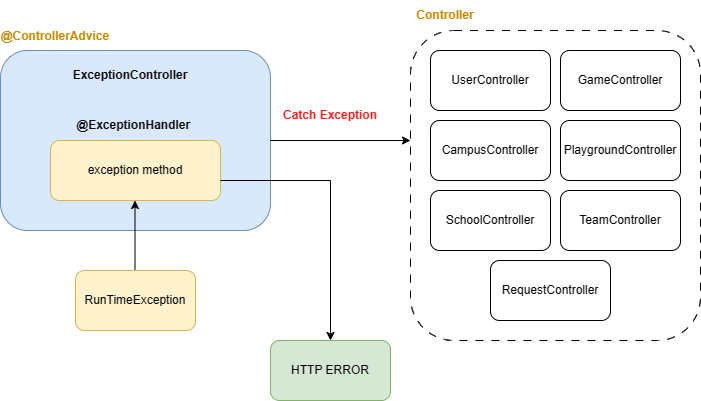 Controller
@ControllerAdvice
ExceptionController
@ExceptionHandler
exception method
Catch Exception
UserController
GameController
CampusController
PlaygroundController
SchoolController
TeamController
RequestController
RunTimeException
HTTP ERROR